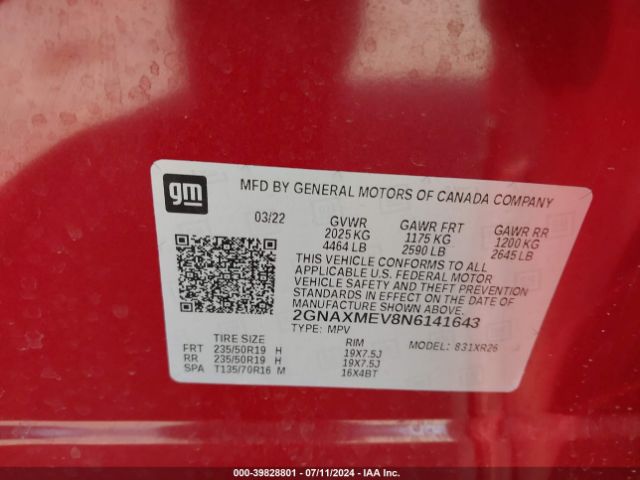 gm
MFD BY GENERAL MOTORS OF CANADA COMPANY
03/22
GVWR
2025 KG
4464 LB
GAWR FRT
1175 KG
2590 LB
GAWR RR
1200 KG
2645 LB
THIS VEHICLE CONFORMS TO ALL
APPLICABLE U.S. FEDERAL MOTOR
VEHICLE SAFETY AND THEFT PREVENTION
STANDARDS IN EFFECT ON THE DATE OF
MANUFACTURE SHOWN ABOVE.
2GNAXMEV8N6141643
TYPE: MPV
MODEL: 831XR26
TIRE SIZE RIM
FRT 235/50R19 H 19X7.5J
RR 235/50R19 H 19X7.5J
SPA T135/70R16 M 16X4BT
000-39828801 - 07/11/2024 - IAAI.com